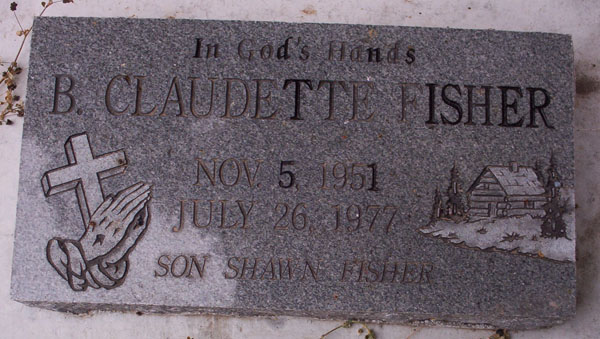 In God's Hands
B. CLAUDETTE FISHER
NOV. 5, 1951
JULY 26, 1977
SON SHAWN FISHER